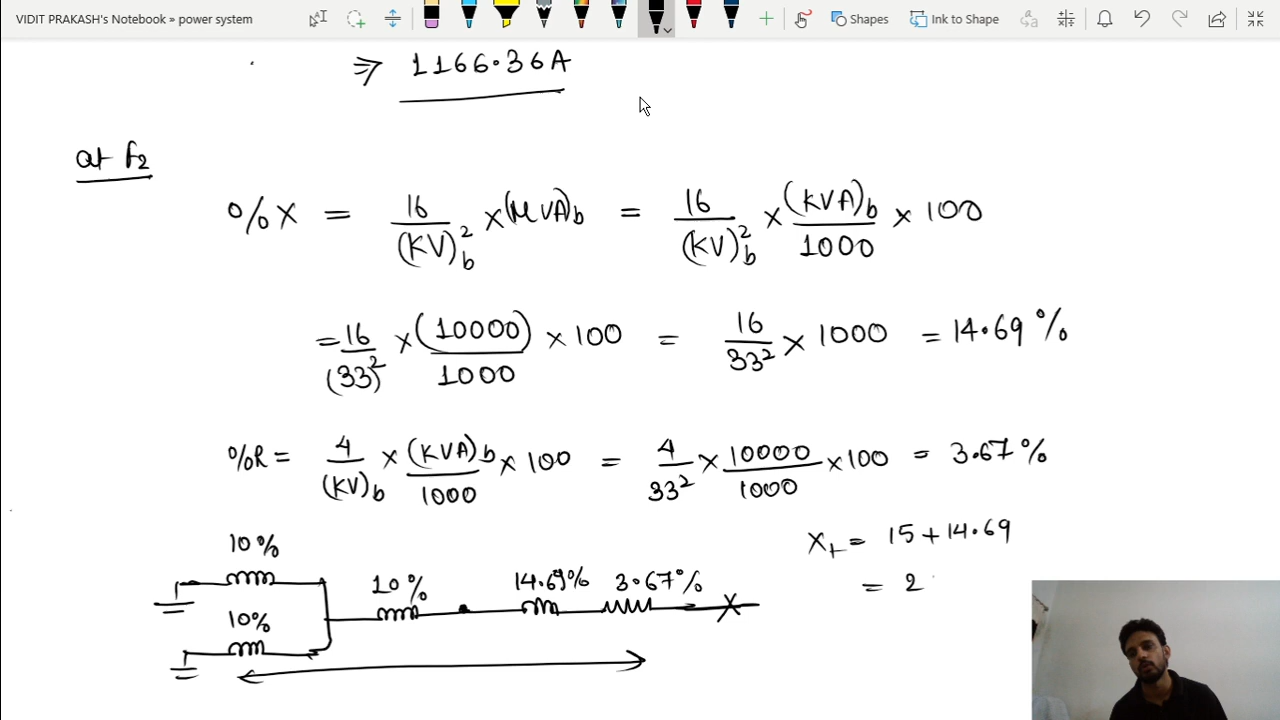 VIDIT PRAKASH's Notebook » power system
Shapes
Ink to Shape
⇒ 1166.36A
at F2
%X = 16/(KV)b² × (MVA)b = 16/(KV)b² × (KVA)b/1000 × 100
= 16/(33)² × (10000)/1000 × 100 = 16/33² × 1000 = 14.69 %
%R = 4/(KV)b × (KVA)b/1000 × 100 = 4/33² × 10000/1000 × 100 = 3.67 %
10%
10%
10%
14.69%
3.67%
X
Xt = 15 + 14.69
= 2